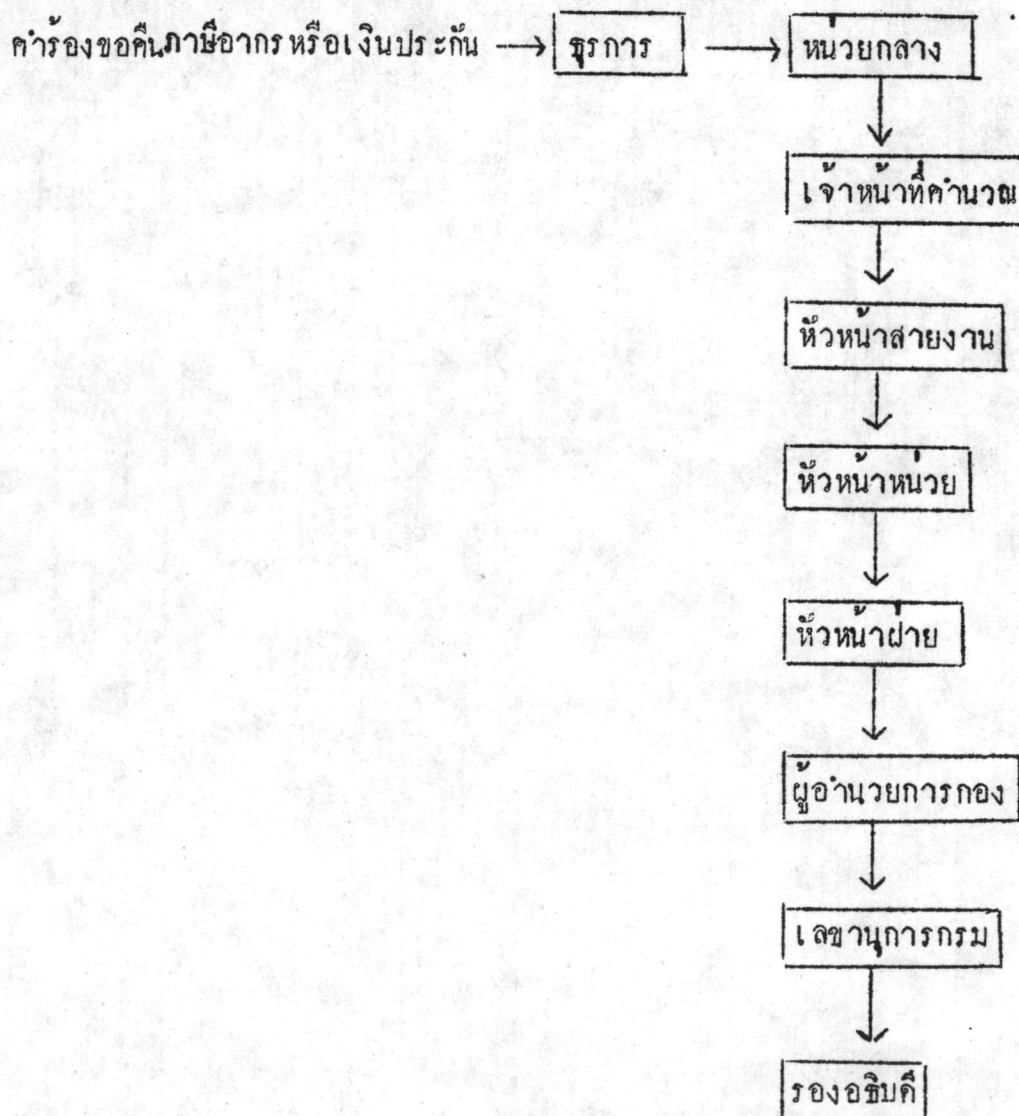 คำร้องขอคืนภาษีอากรหรือเงินประกัน → ธุรการ → หน่วยกลาง
เจ้าหน้าที่คำนวณ
หัวหน้าสายงาน
หัวหน้าหน่วย
หัวหน้าฝ่าย
ผู้อำนวยการกอง
เลขานุการกรม
รองอธิบดี